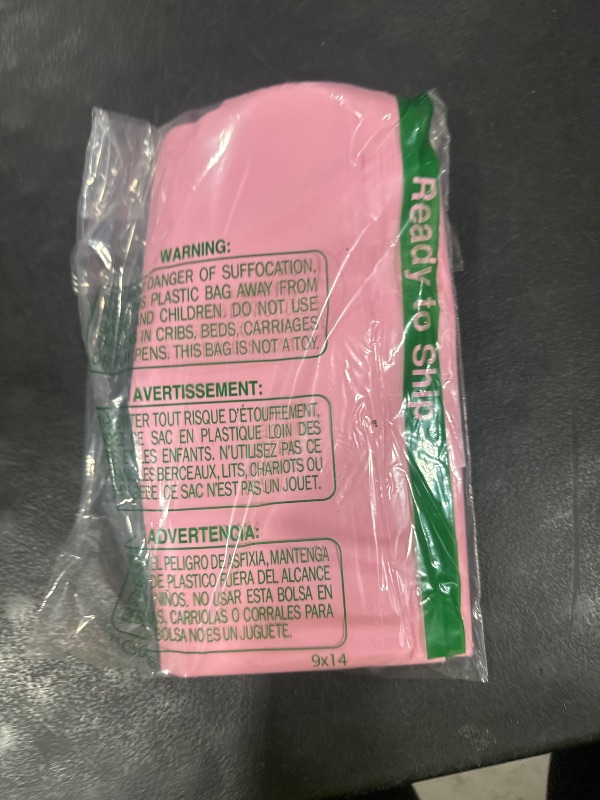 WARNING:
DANGER OF SUFFOCATION,
PLASTIC BAG AWAY FROM
AND CHILDREN. DO NOT USE
IN CRIBS, BEDS, CARRIAGES
PENS. THIS BAG IS NOT A TOY.
AVERTISSEMENT:
TOUT RISQUE D'ÉTOUFFEMENT,
SAC EN PLASTIQUE LOIN DES
LES ENFANTS. N'UTILISEZ PAS CE
LES BERCEAUX, LITS, CHARIOTS OU
BÉBÉ. CE SAC N'EST PAS UN JOUET.
ADVERTENCIA:
EL PELIGRO DE ASFIXIA, MANTENGA
DE PLASTICO FUERA DEL ALCANCE
NIÑOS. NO USAR ESTA BOLSA EN
CARRIOLAS O CORRALES PARA
BOLSA NO ES UN JUGUETE.
9x14
Ready to Ship